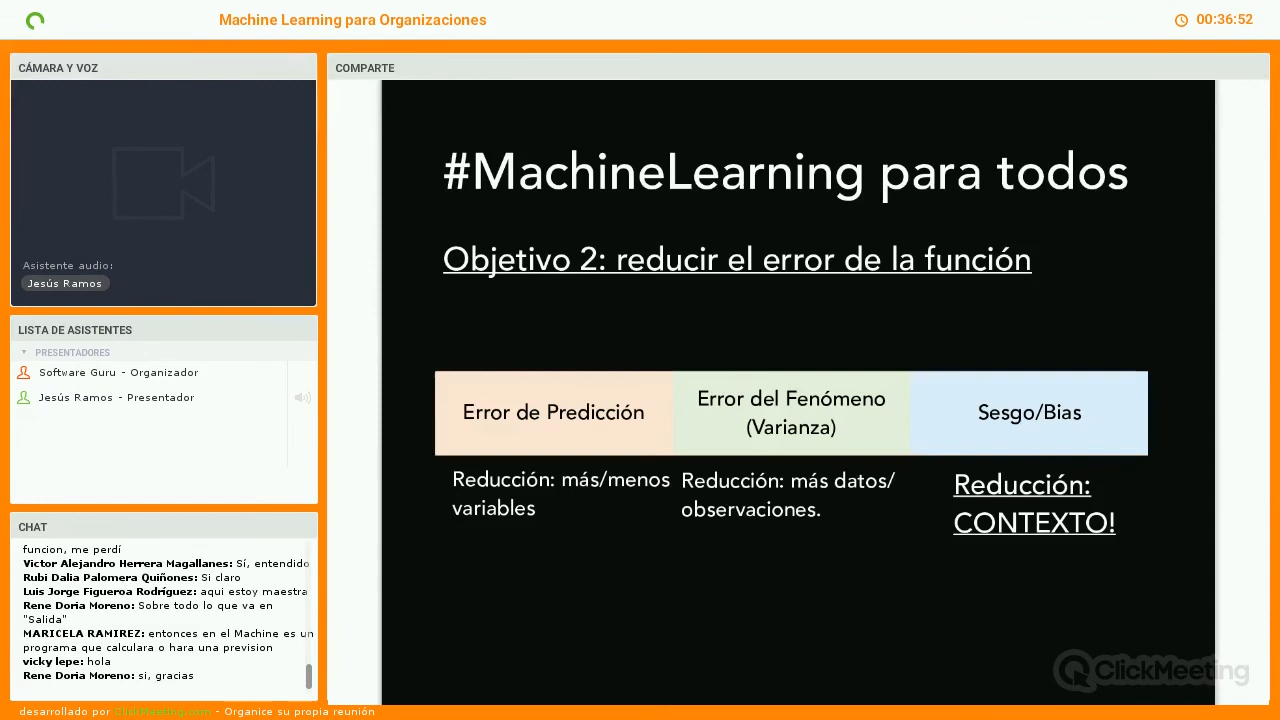 Machine Learning para Organizaciones
00:36:52
CÁMARA Y VOZ
Asistente audio:
Jesús Ramos
LISTA DE ASISTENTES
PRESENTADORES
Software Guru - Organizador
Jesús Ramos - Presentador
CHAT
funcion, me perdí
Victor Alejandro Herrera Magallanes: Sí, entendido
Rubi Dalia Palomera Quiñones: Si claro
Luis Jorge Figueroa Rodríguez: aqui estoy maestra
Rene Doria Moreno: Sobre todo lo que va en
"Salida"
MARICELA RAMIREZ: entonces en el Machine es un
programa que calculara o hara una prevision
vicky lepe: hola
Rene Doria Moreno: si, gracias
desarrollado por ClickMeeting.com - Organice su propia reunión
COMPARTE
#MachineLearning para todos
Objetivo 2: reducir el error de la función
Error de Predicción
Error del Fenómeno
(Varianza)
Sesgo/Bias
Reducción: más/menos
variables
Reducción: más datos/
observaciones.
Reducción:
CONTEXTO!
ClickMeeting